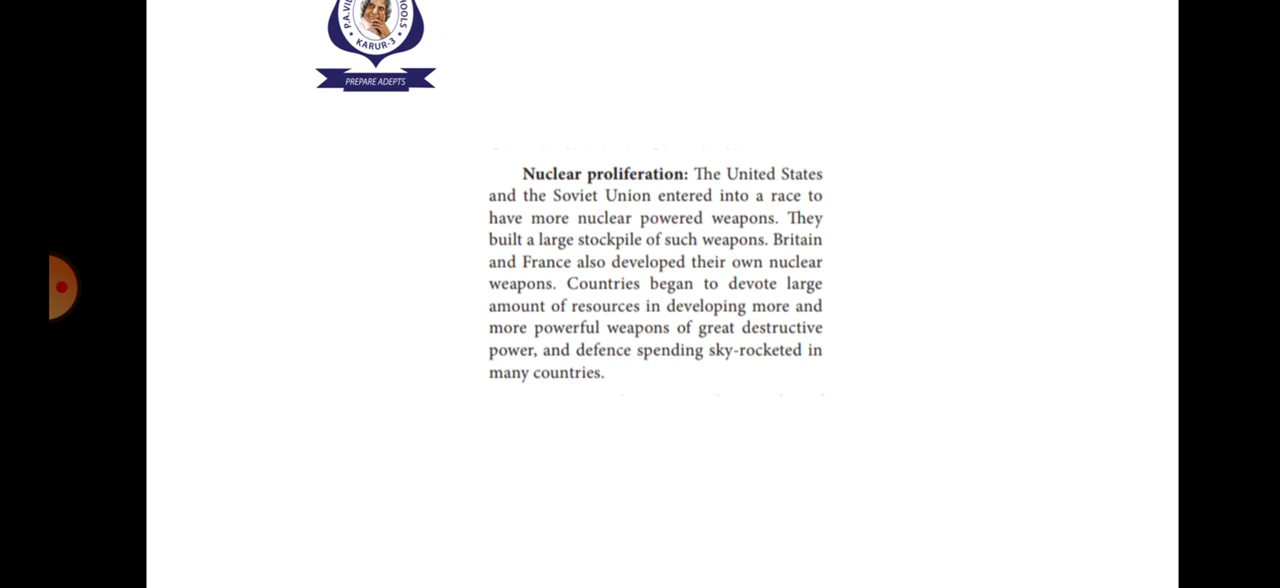 P.A.VI
HOOLS
KARUR-3
PREPARE ADEPTS
Nuclear proliferation: The United States
and the Soviet Union entered into a race to
have more nuclear powered weapons. They
built a large stockpile of such weapons. Britain
and France also developed their own nuclear
weapons. Countries began to devote large
amount of resources in developing more and
more powerful weapons of great destructive
power, and defence spending sky-rocketed in
many countries.